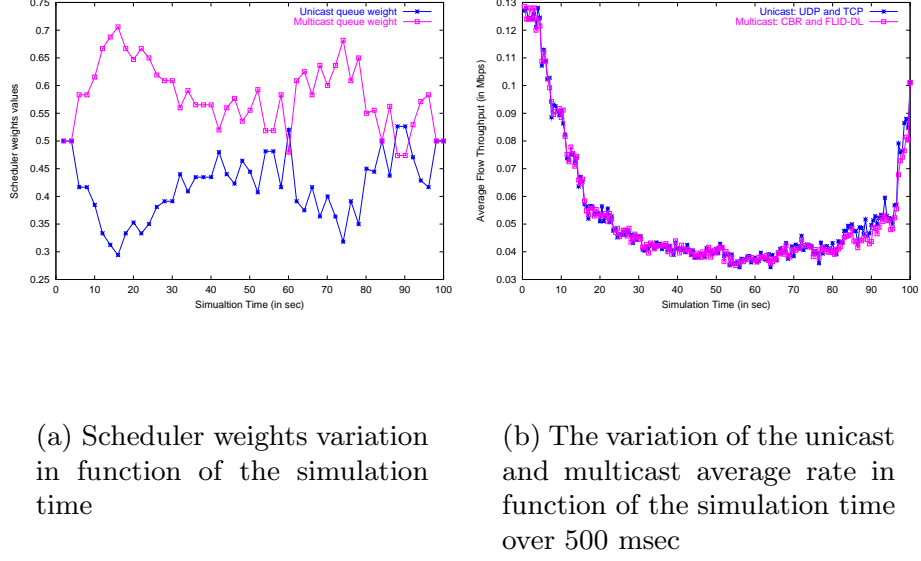 0.75
0.7
0.65
0.6
0.55
0.5
0.45
0.4
0.35
0.3
0.25
Scheduler weights values
Unicast queue weight
Multicast queue weight
0 10 20 30 40 50 60 70 80 90 100
Simualtion Time (in sec)
0.13
0.12
0.11
0.1
0.09
0.08
0.07
0.06
0.05
0.04
0.03
Average Flow Throughput (in Mbps)
Unicast: UDP and TCP
Multicast: CBR and FLID-DL
0 10 20 30 40 50 60 70 80 90 100
Simulation Time (in sec)
(a) Scheduler weights variation
in function of the simulation
time
(b) The variation of the unicast
and multicast average rate in
function of the simulation time
over 500 msec